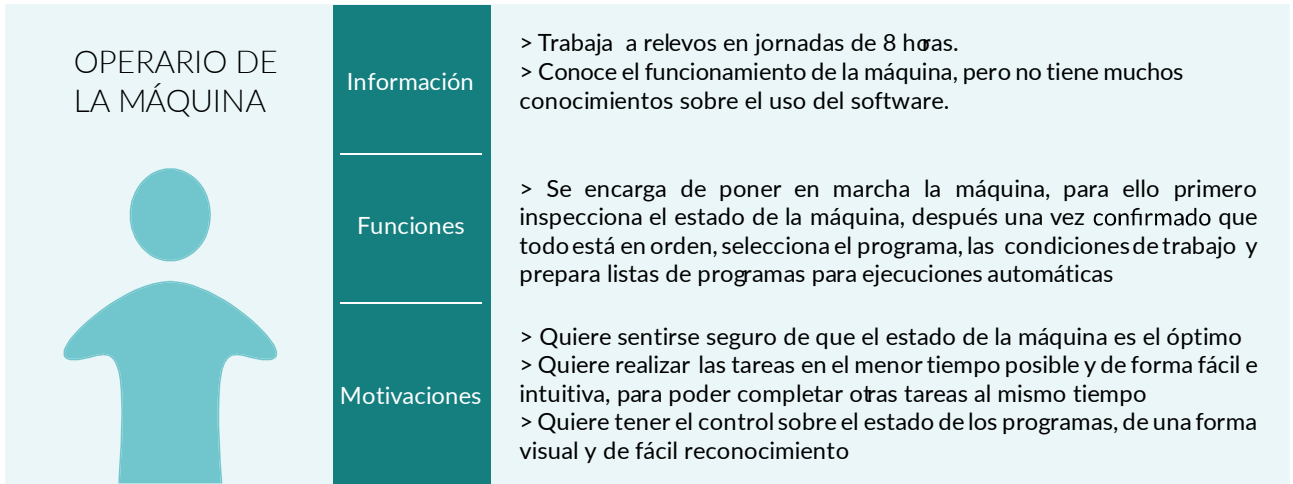 OPERARIO DE
LA MÁQUINA
Información
> Trabaja a relevos en jornadas de 8 horas.
> Conoce el funcionamiento de la máquina, pero no tiene muchos
conocimientos sobre el uso del software.
Funciones
> Se encarga de poner en marcha la máquina, para ello primero
inspecciona el estado de la máquina, después una vez confirmado que
todo está en orden, selecciona el programa, las condiciones de trabajo y
prepara listas de programas para ejecuciones automáticas
Motivaciones
> Quiere sentirse seguro de que el estado de la máquina es el óptimo
> Quiere realizar las tareas en el menor tiempo posible y de forma fácil e
intuitiva, para poder completar otras tareas al mismo tiempo
> Quiere tener el control sobre el estado de los programas, de una forma
visual y de fácil reconocimiento